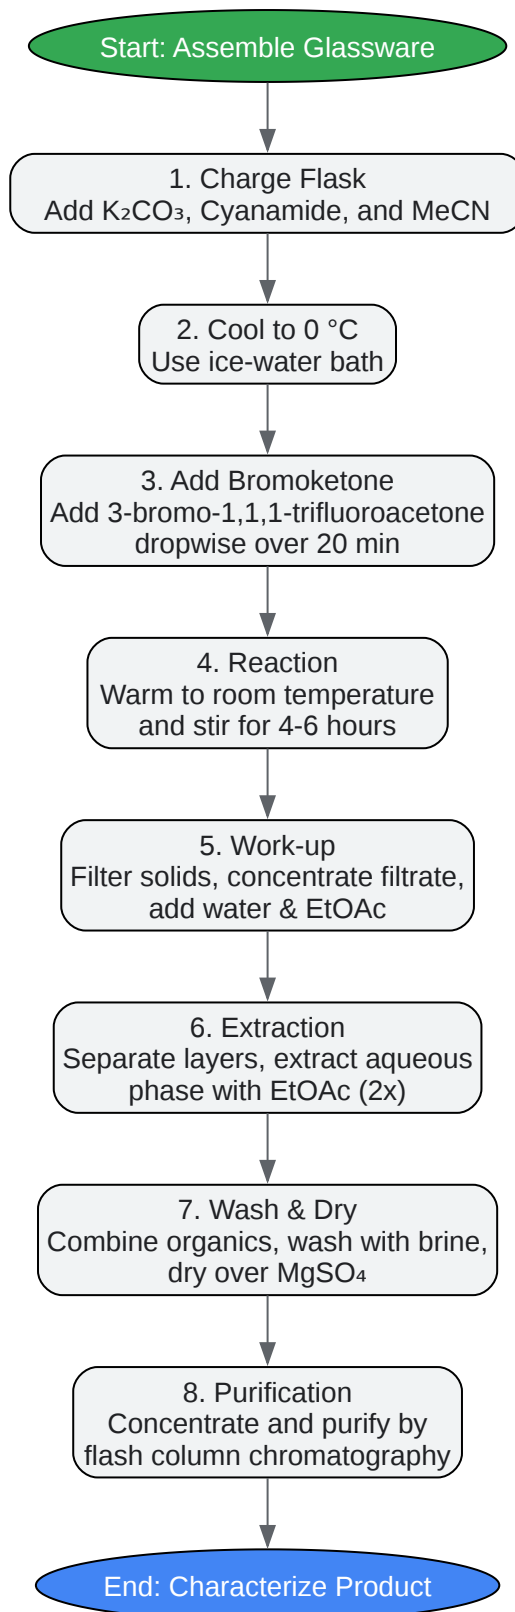 Start: Assemble Glassware
1. Charge Flask
Add K₂CO₃, Cyanamide, and MeCN
2. Cool to 0 °C
Use ice-water bath
3. Add Bromoketone
Add 3-bromo-1,1,1-trifluoroacetone
dropwise over 20 min
4. Reaction
Warm to room temperature
and stir for 4-6 hours
5. Work-up
Filter solids, concentrate filtrate,
add water & EtOAc
6. Extraction
Separate layers, extract aqueous
phase with EtOAc (2x)
7. Wash & Dry
Combine organics, wash with brine,
dry over MgSO₄
8. Purification
Concentrate and purify by
flash column chromatography
End: Characterize Product